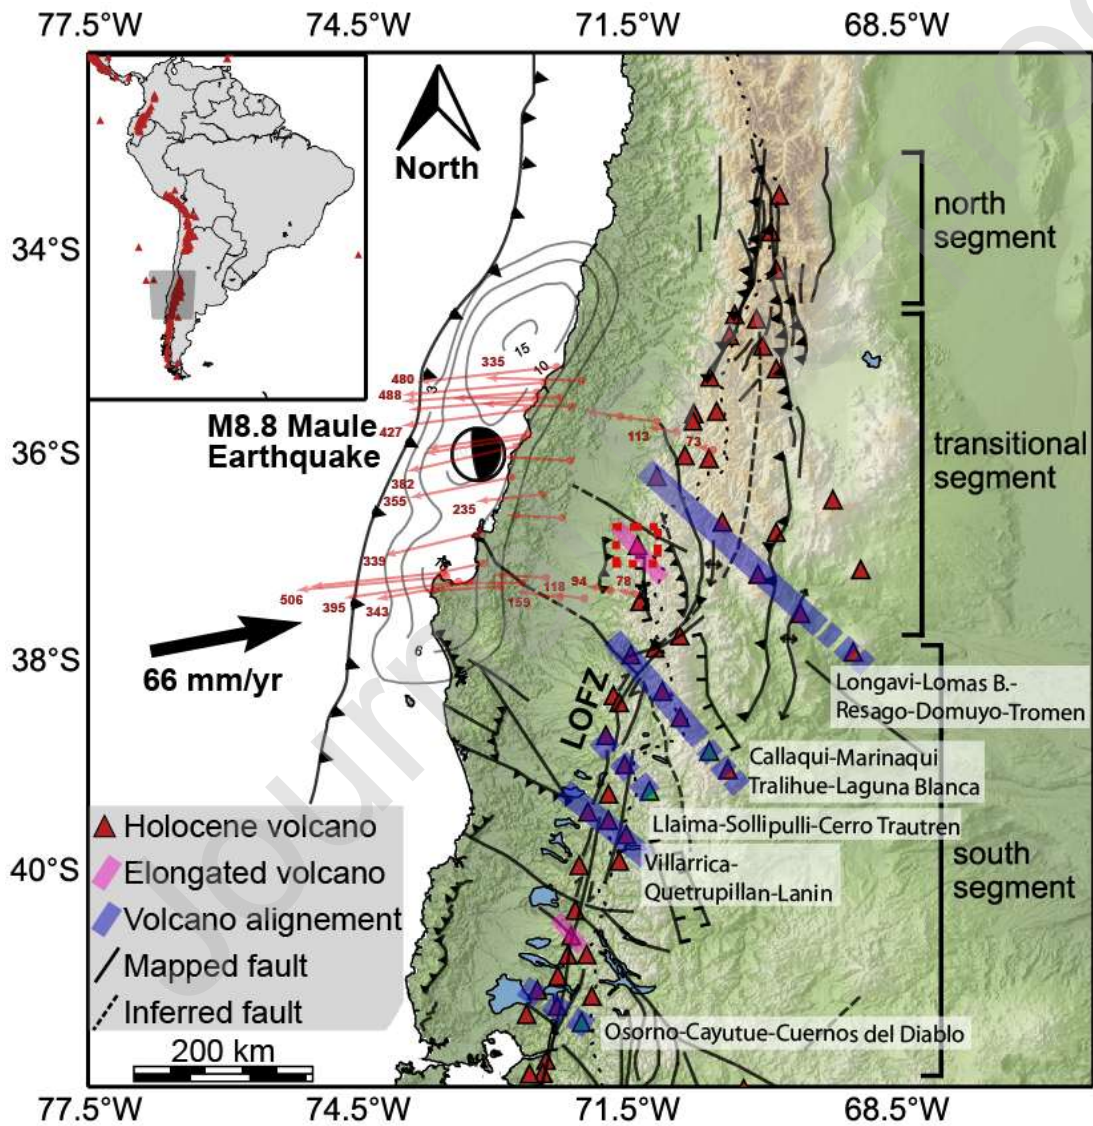 77.5°W 74.5°W 71.5°W 68.5°W
North
north
segment
34°S
15
335
10
480
3
488
M8.8 Maule
Earthquake
427
113
73
transitional
segment
36°S
382
355
235
339
94
78
118
506
395
343
159
66 mm/yr
6
38°S
Longavi-Lomas B.-
Resago-Domuyo-Tromen
LOFZ
Callaqui-Marinaqui
Tralihue-Laguna Blanca
Holocene volcano
Llaima-Sollipulli-Cerro Trautren
Elongated volcano
Villarrica-
Quetrupillan-Lanin
40°S
south
segment
Volcano alignement
Mapped fault
Inferred fault
Osorno-Cayutue-Cuernos del Diablo
200 km
77.5°W 74.5°W 71.5°W 68.5°W